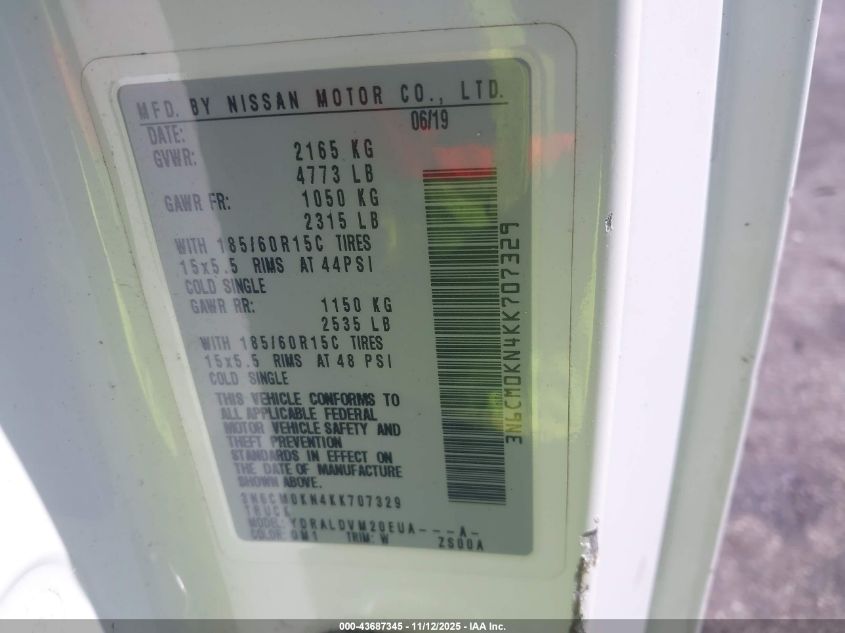 MFD. BY NISSAN MOTOR CO., LTD.
DATE: 06/19
GVWR: 2165 KG
4773 LB
GAWR FR: 1050 KG
2315 LB
WITH 185/60R15C TIRES
15x5.5 RIMS AT 44PSI
COLD SINGLE
GAWR RR: 1150 KG
2535 LB
WITH 185/60R15C TIRES
15x5.5 RIMS AT 48 PSI
COLD SINGLE
THIS VEHICLE CONFORMS TO
ALL APPLICABLE FEDERAL
MOTOR VEHICLE SAFETY AND
THEFT PREVENTION
STANDARDS IN EFFECT ON
THE DATE OF MANUFACTURE
SHOWN ABOVE.
3N6CM0KN4KK707329
TRUCK
MODEL: YDRALDVM20EUA---A-
COLOR: QM1 TRIM: W ZS00A
3N6CM0KN4KK707329
000-43687345 - 11/12/2025 - IAA Inc.